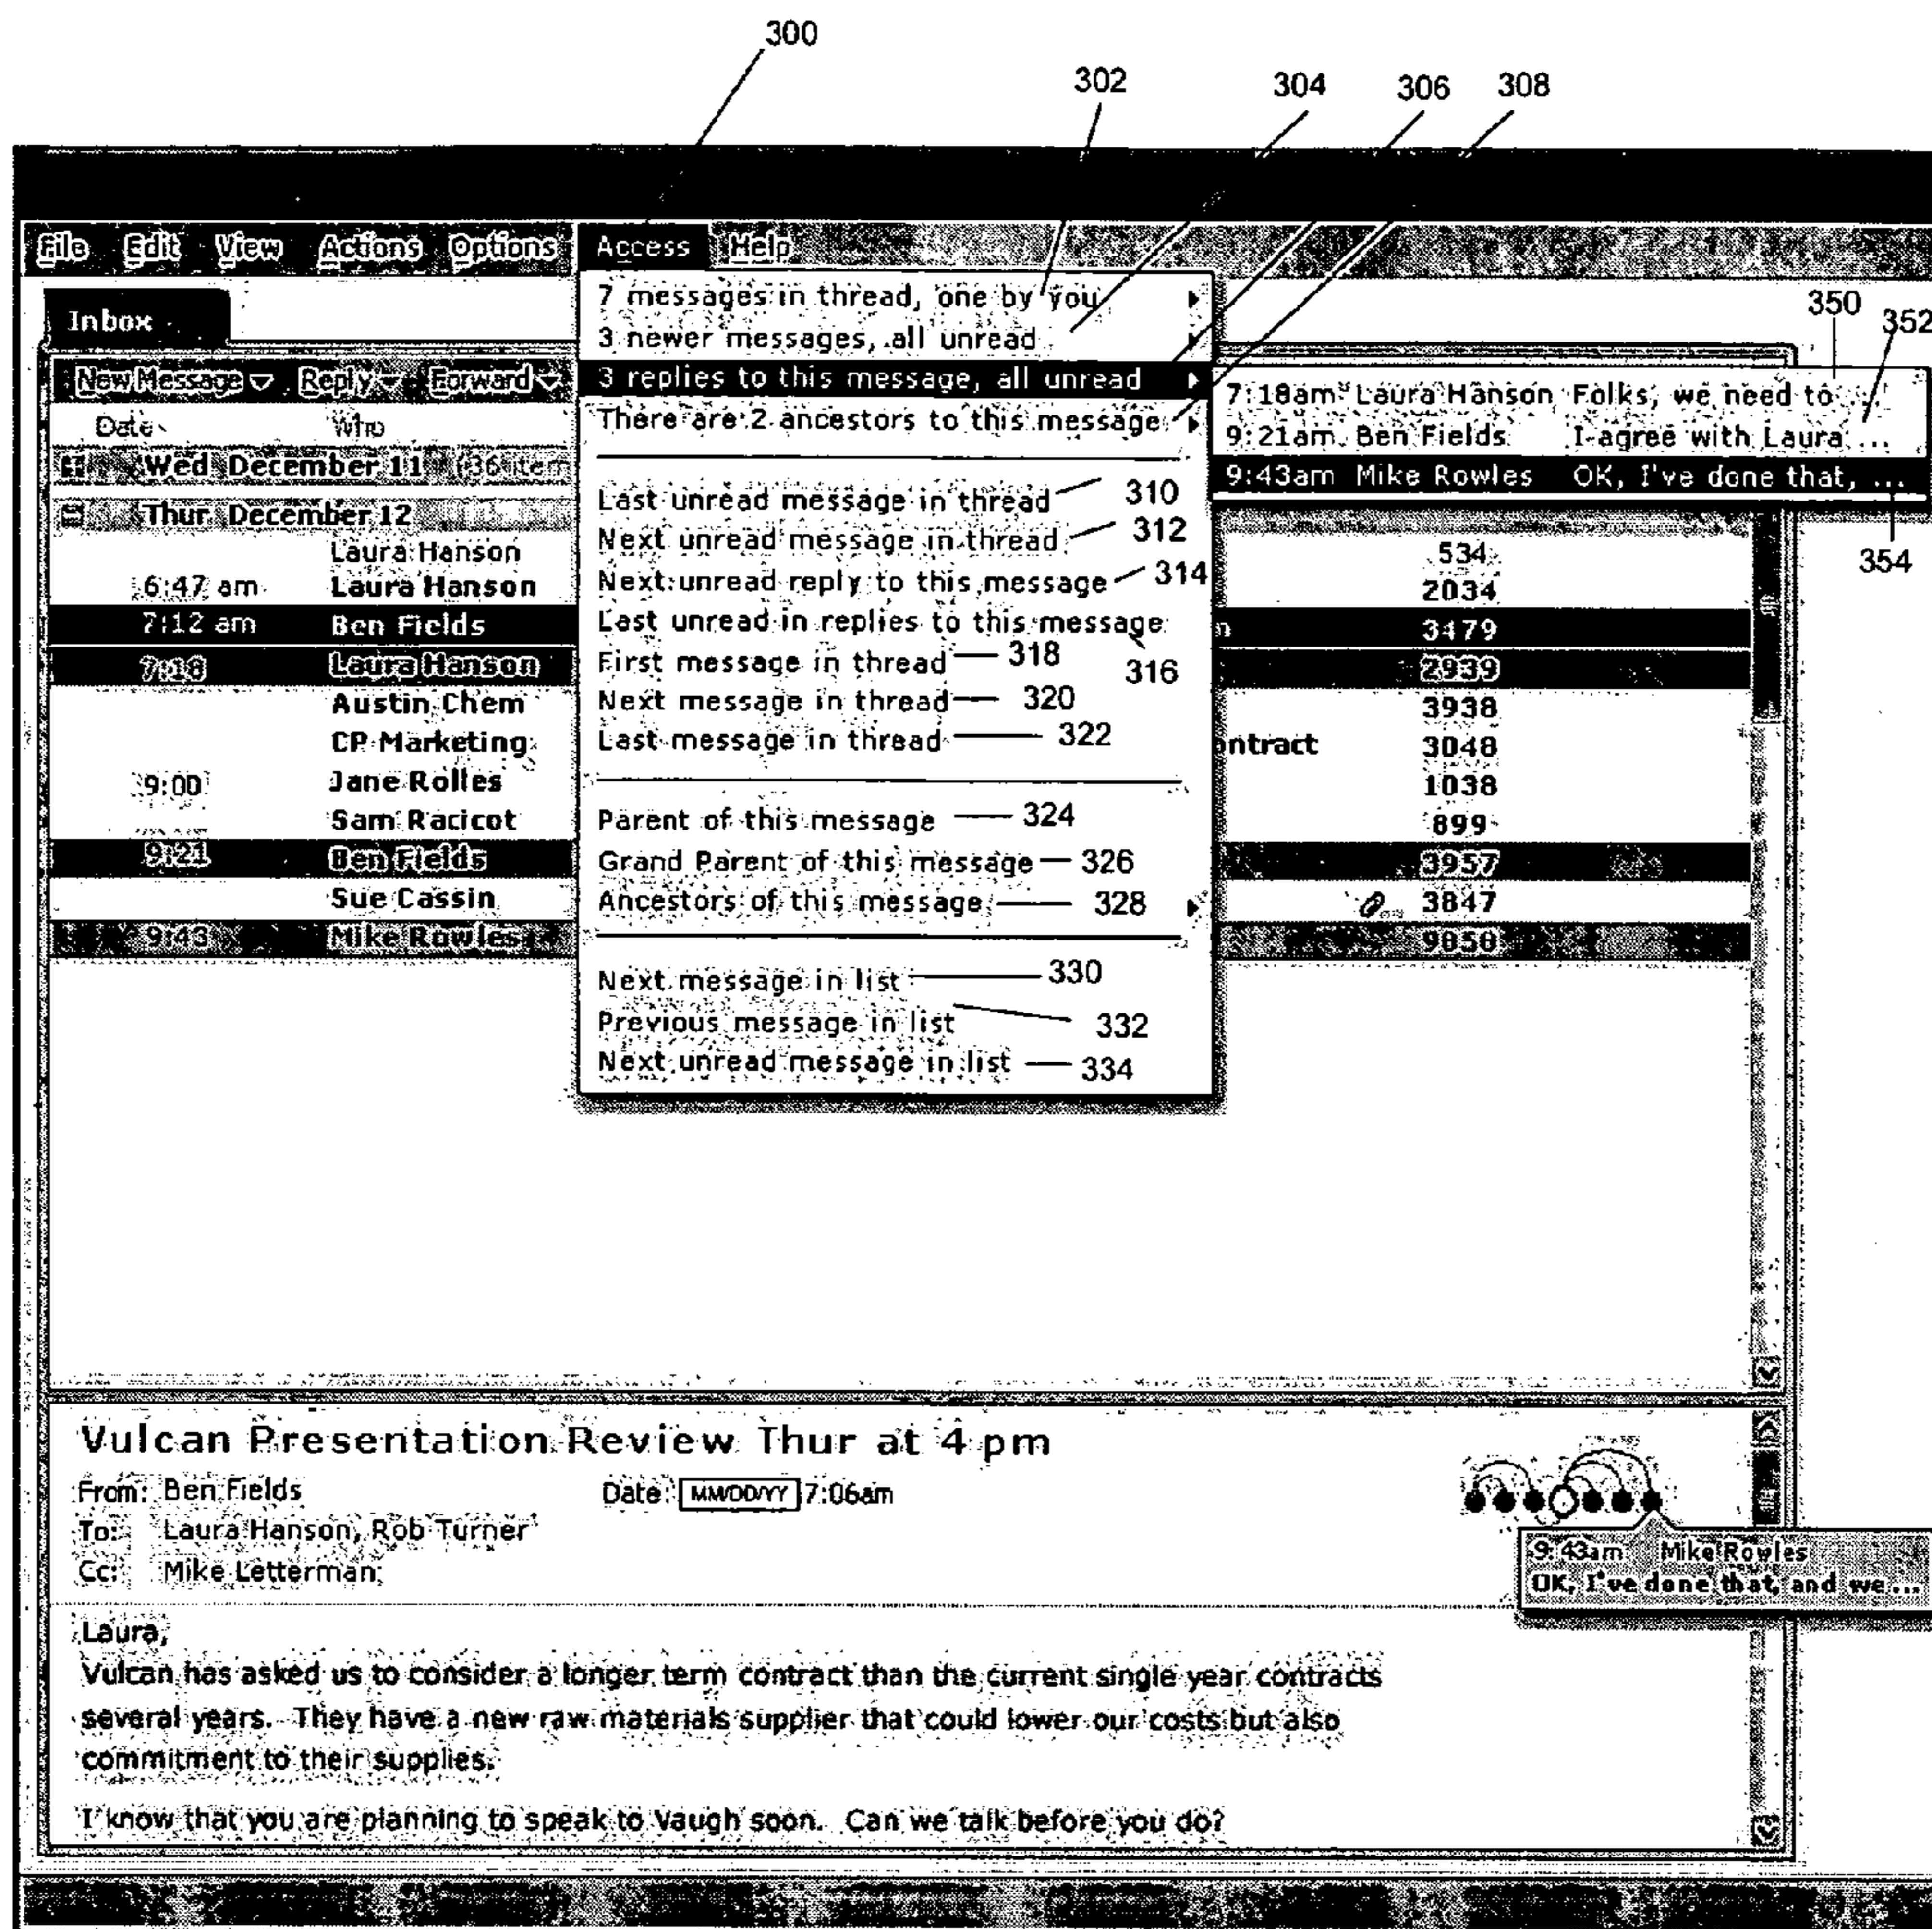 300
302 304 306 308
File Edit View Actions Options Access Help
7 messages in thread, one by you
3 newer messages, all unread
3 replies to this message, all unread
There are 2 ancestors to this message
Last unread message in thread 310
Next unread message in thread 312
Next unread reply to this message 314
Last unread in replies to this message
316
First message in thread 318
Next message in thread 320
Last message in thread 322
Parent of this message 324
Grand Parent of this message 326
Ancestors of this message 328
Next message in list 330
Previous message in list 332
Next unread message in list 334
350 352
7:18am Laura Hanson Folks, we need to ...
9:21am Ben Fields I agree with Laura ...
9:43am Mike Rowles OK, I've done that, ...
354
Inbox
New Message Reply Forward
Date Who
Wed December 11 (36 item
Thur December 12
Laura Hanson 534
6:47 am Laura Hanson 2034
7:12 am Ben Fields n 3179
7:18 Laura Hanson 2939
Austin Chem 3938
CP Marketing ontract 3048
9:00 Jane Rolles 1038
Sam Racicot 899
9:21 Ben Fields 3957
Sue Cassin 3847
9:43 Mike Rowles 9858
Vulcan Presentation Review Thur at 4 pm
From: Ben Fields Date: MM/DD/YY 7:06am
To: Laura Hanson, Rob Turner
Cc: Mike Letterman
9:43am Mike Rowles
OK, I've done that, and we...
Laura,
Vulcan has asked us to consider a longer term contract than the current single year contracts
several years. They have a new raw materials supplier that could lower our costs but also
commitment to their supplies.
I know that you are planning to speak to Vaugh soon. Can we talk before you do?